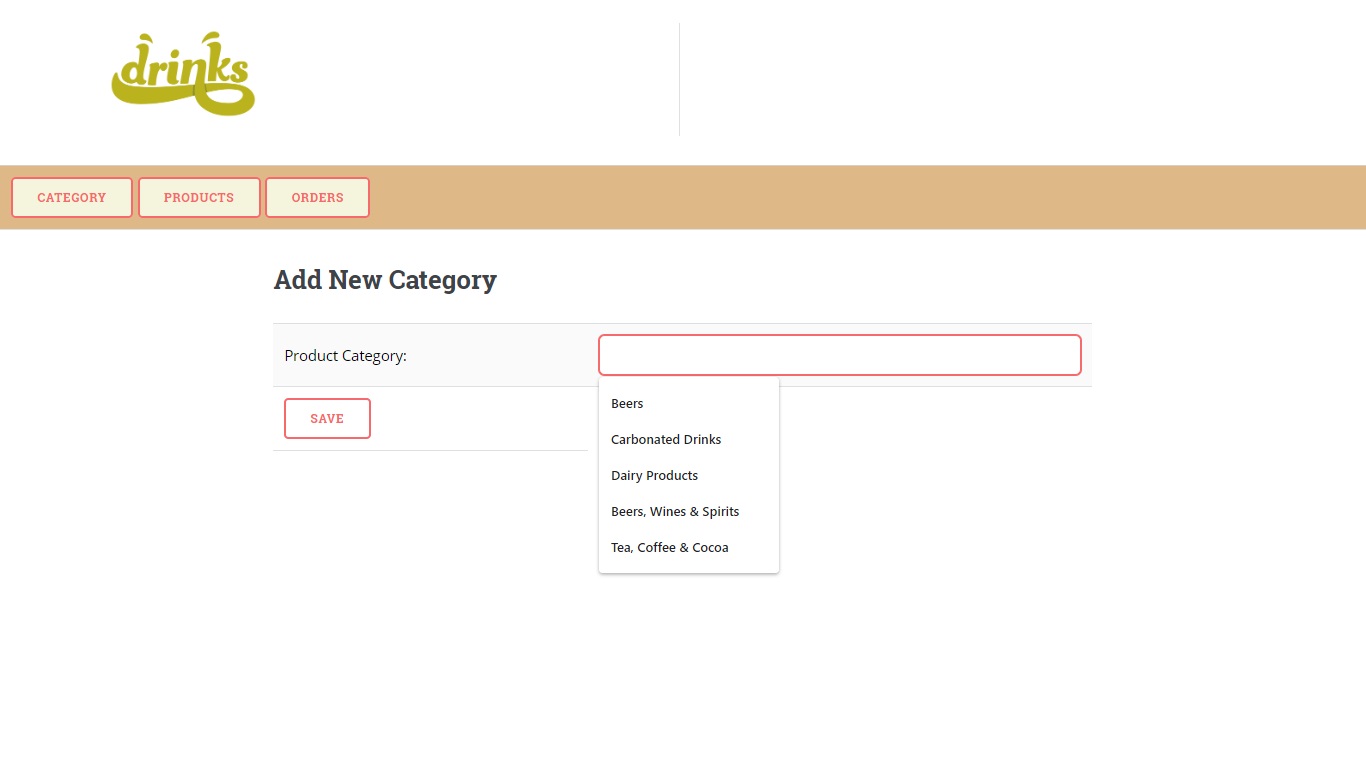 drinks
CATEGORY PRODUCTS ORDERS
Add New Category
Product Category:
Beers
SAVE
Carbonated Drinks
Dairy Products
Beers, Wines & Spirits
Tea, Coffee & Cocoa